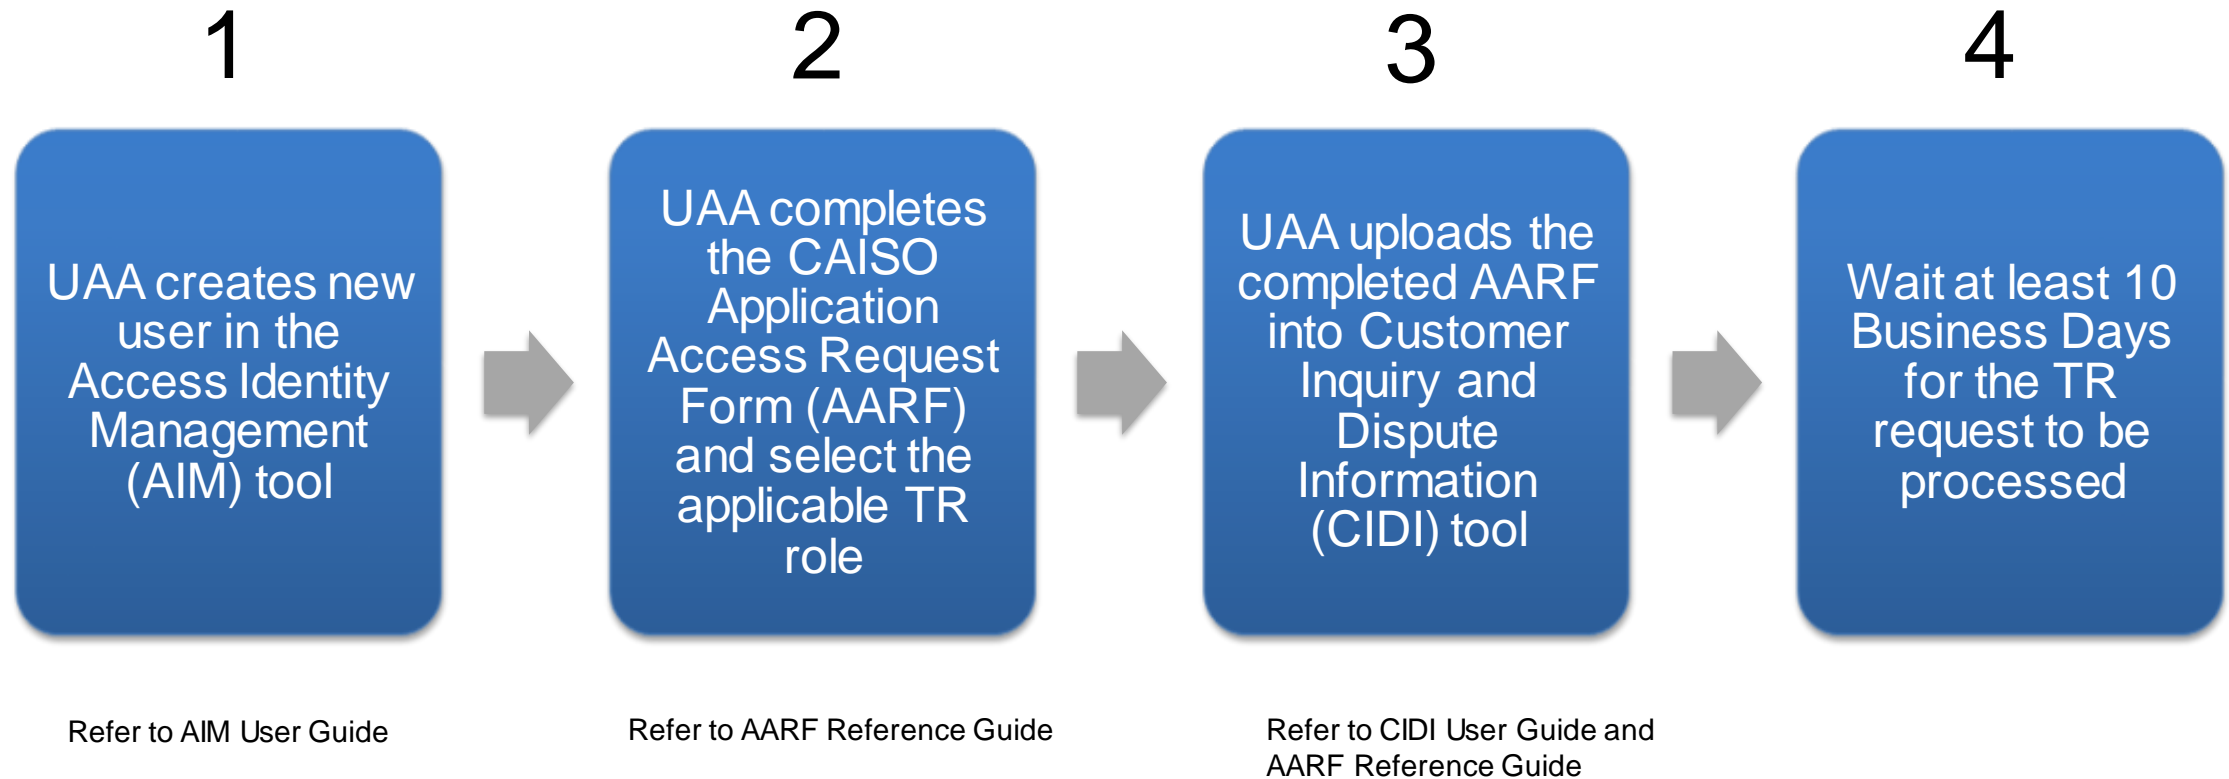 1
UAA creates new
user in the
Access Identity
Management
(AIM) tool
Refer to AIM User Guide
2
UAA completes
the CAISO
Application
Access Request
Form (AARF)
and select the
applicable TR
role
Refer to AARF Reference Guide
3
UAA uploads the
completed AARF
into Customer
Inquiry and
Dispute
Information
(CIDI) tool
Refer to CIDI User Guide and
AARF Reference Guide
4
Wait at least 10
Business Days
for the TR
request to be
processed